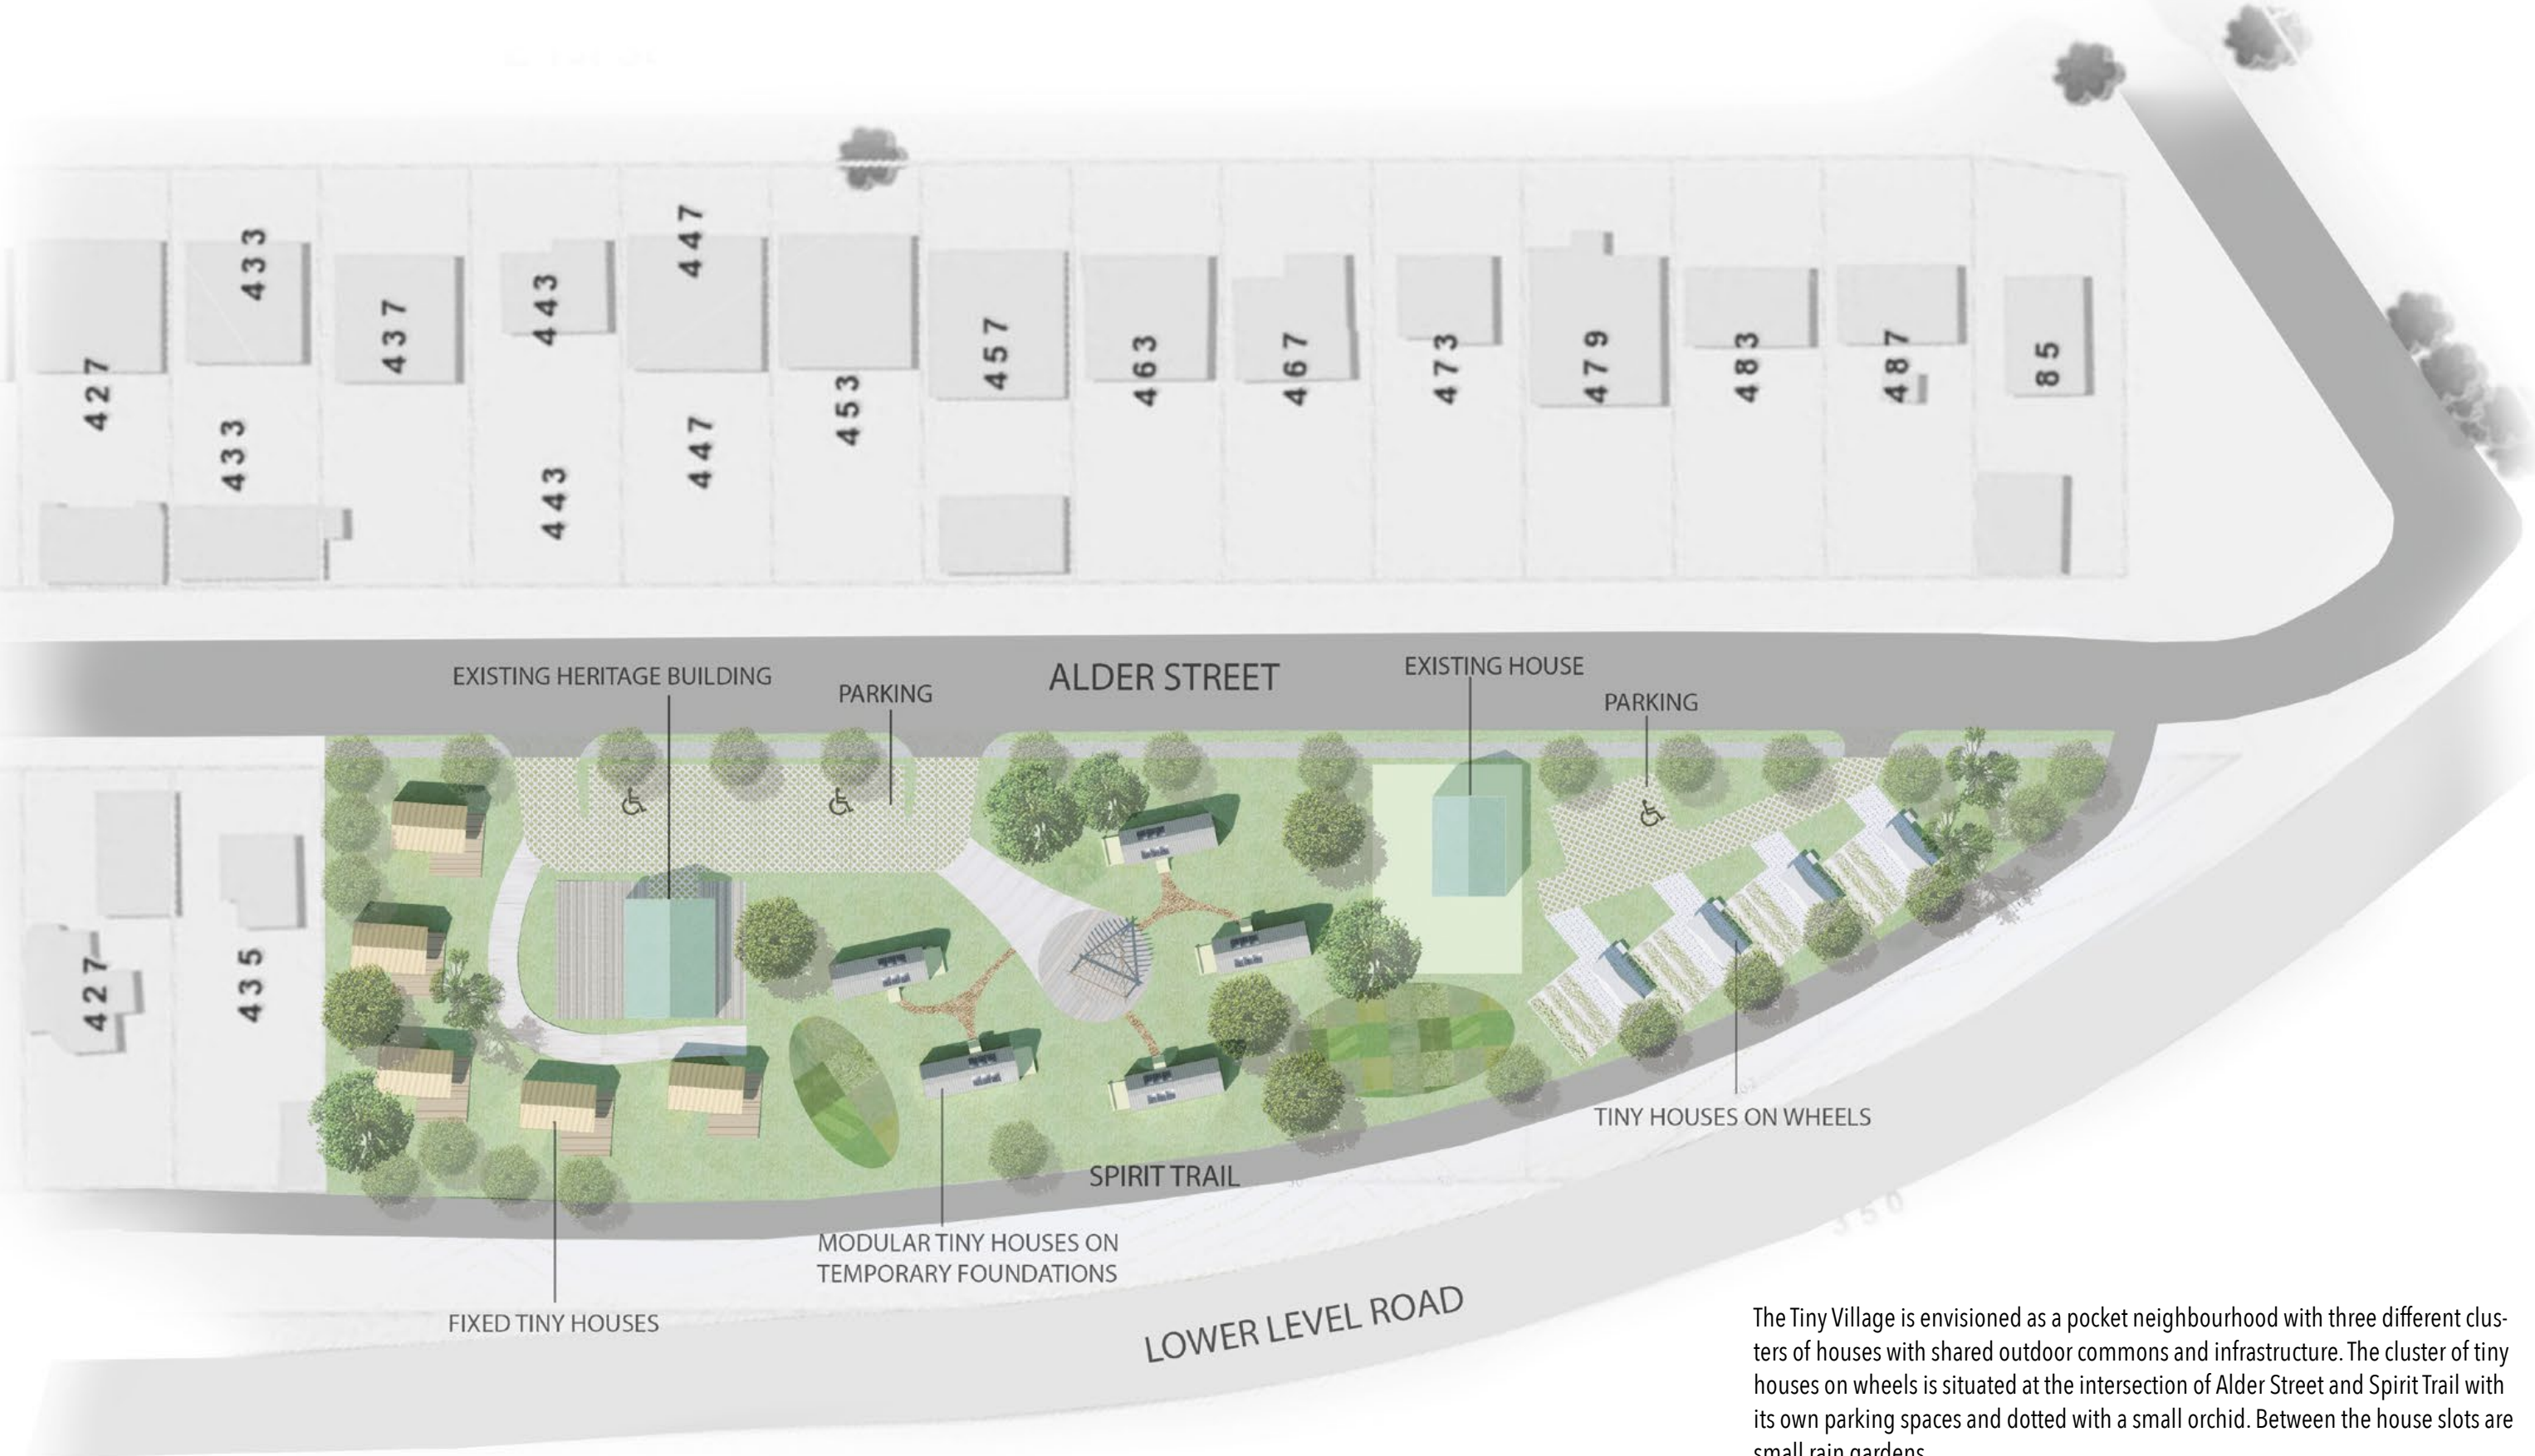 447
433
443
437
457
479
463
467
473
483
487
85
427
453
433
447
443
EXISTING HERITAGE BUILDING
PARKING
ALDER STREET
EXISTING HOUSE
PARKING
427
435
TINY HOUSES ON WHEELS
SPIRIT TRAIL
350
MODULAR TINY HOUSES ON
TEMPORARY FOUNDATIONS
FIXED TINY HOUSES
LOWER LEVEL ROAD
The Tiny Village is envisioned as a pocket neighbourhood with three different clus-
ters of houses with shared outdoor commons and infrastructure. The cluster of tiny
houses on wheels is situated at the intersection of Alder Street and Spirit Trail with
its own parking spaces and dotted with a small orchid. Between the house slots are
small rain gardens